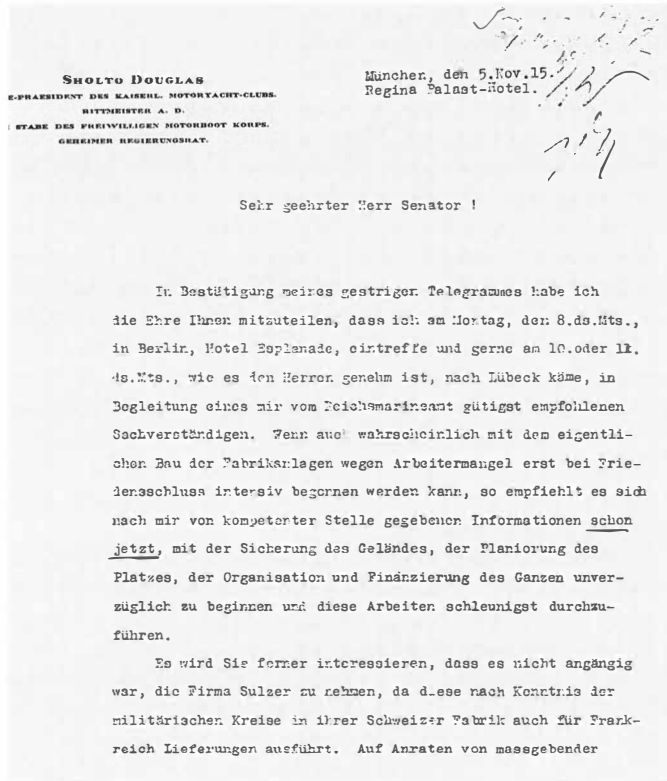 SHOLTO DOUGLAS
E-PRAESIDENT DES KAISERL. MOTORYACHT-CLUBS.
RITTMEISTER A. D.
STABE DES FREIWILLIGEN MOTORBOOT KORPS.
GEHEIMER REGIERUNGSRAT.
München, den 5.Nov.15.
Regina Palast-Hotel.
Sehr geehrter Herr Senator !
In Bestätigung meines gestrigen Telegrammes habe ich
die Ehre Ihnen mitzuteilen, dass ich am Montag, den 8.ds.Mts.,
in Berlin, Hotel Esplanade, eintreffe und gerne am 10.oder 11.
ds.Mts., wie es den Herren genehm ist, nach Lübeck käme, in
Begleitung eines mir vom Reichsmarineamt gütigst empfohlenen
Sachverständigen. Wenn auch wahrscheinlich mit dem eigentli-
chen Bau der Fabrikanlagen wegen Arbeitermangel erst bei Frie-
densschluss intensiv begonnen werden kann, so empfiehlt es sich
nach mir von kompetenter Stelle gegebenen Informationen schon
jetzt, mit der Sicherung des Geländes, der Planierung des
Platzes, der Organisation und Finanzierung des Ganzen unver-
züglich zu beginnen und diese Arbeiten schleunigst durchzu-
führen.
Es wird Sie ferner interessieren, dass es nicht angängig
war, die Firma Sulzer zu nehmen, da diese nach Kenntnis der
militärischen Kreise in ihrer Schweizer Fabrik auch für Frank-
reich Lieferungen ausführt. Auf Anraten von massgebender